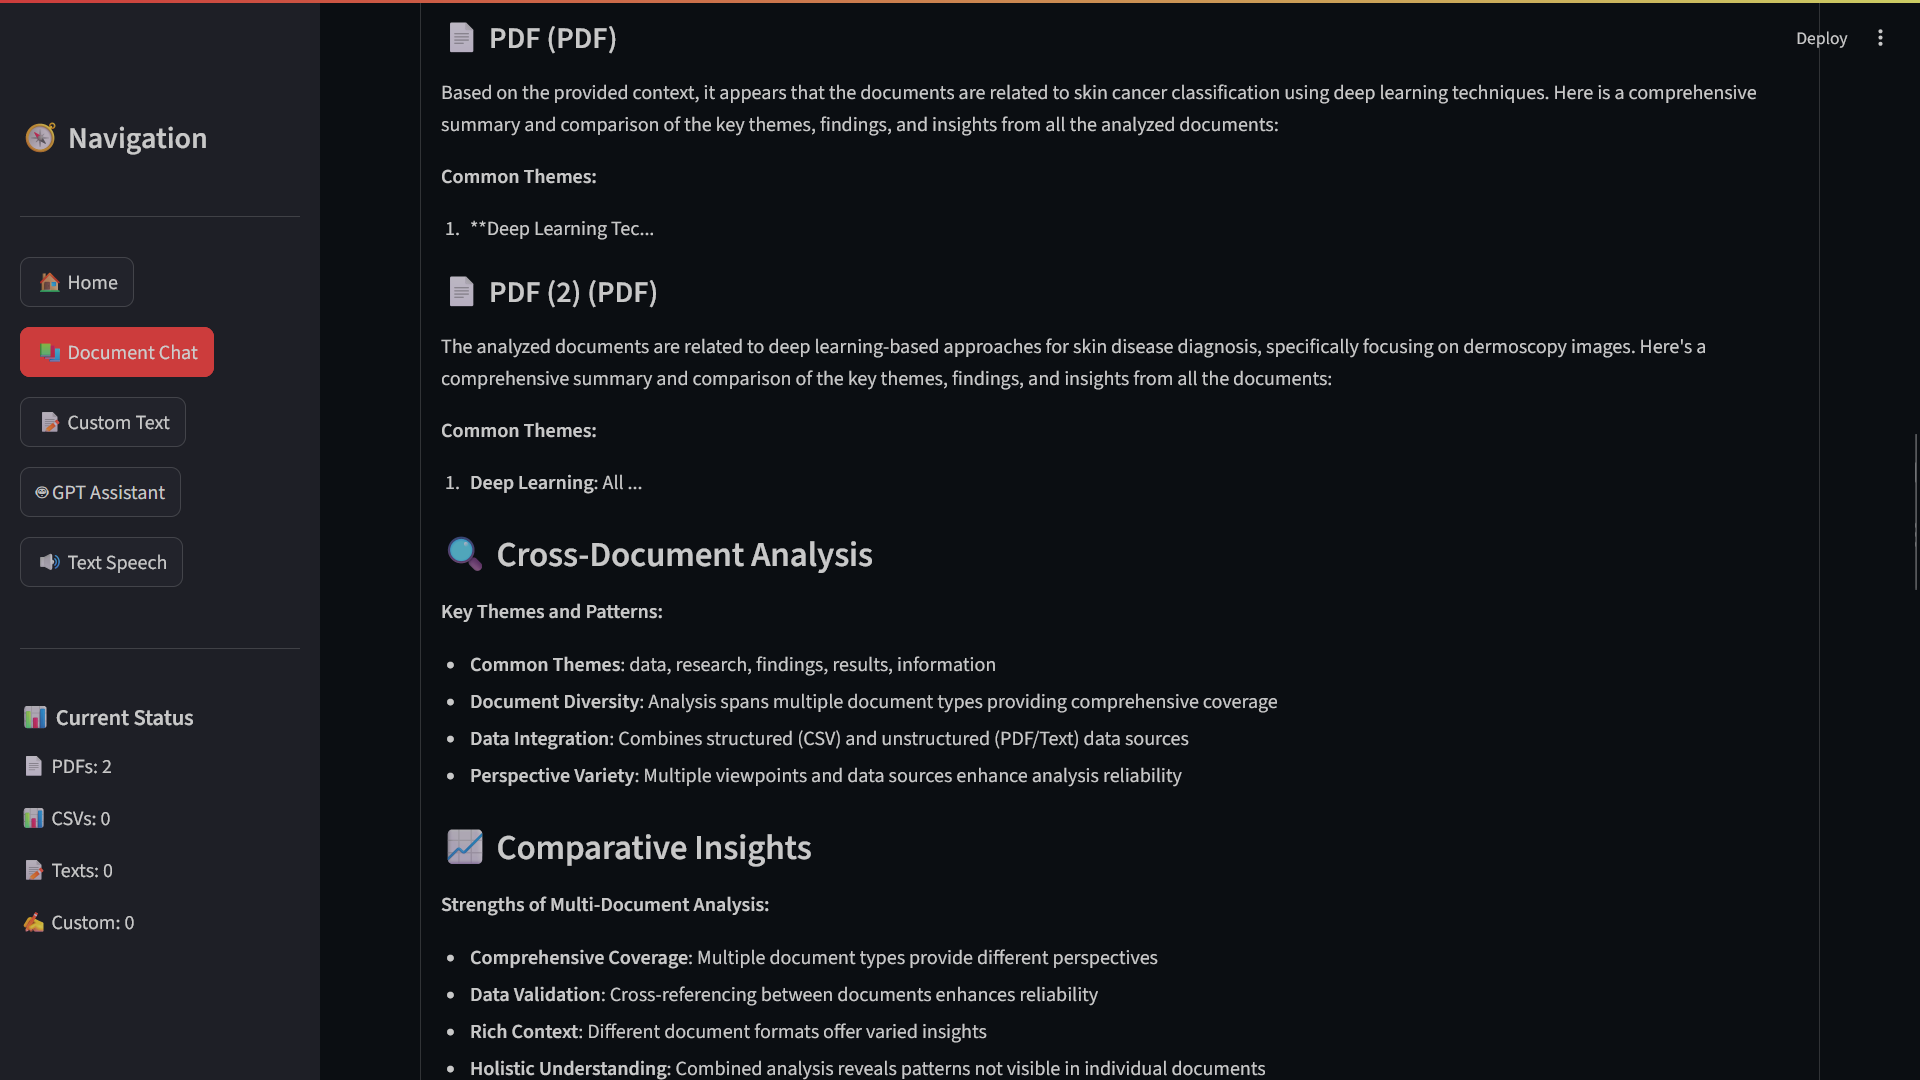 Navigation
Home
Document Chat
Custom Text
GPT Assistant
Text Speech
Current Status
PDFs: 2
CSVs: 0
Texts: 0
Custom: 0
Deploy
PDF (PDF)
Based on the provided context, it appears that the documents are related to skin cancer classification using deep learning techniques. Here is a comprehensive
summary and comparison of the key themes, findings, and insights from all the analyzed documents:
Common Themes:
1. **Deep Learning Tec...
PDF (2) (PDF)
The analyzed documents are related to deep learning-based approaches for skin disease diagnosis, specifically focusing on dermoscopy images. Here's a
comprehensive summary and comparison of the key themes, findings, and insights from all the documents:
Common Themes:
1. Deep Learning: All ...
Cross-Document Analysis
Key Themes and Patterns:
• Common Themes: data, research, findings, results, information
• Document Diversity: Analysis spans multiple document types providing comprehensive coverage
• Data Integration: Combines structured (CSV) and unstructured (PDF/Text) data sources
• Perspective Variety: Multiple viewpoints and data sources enhance analysis reliability
Comparative Insights
Strengths of Multi-Document Analysis:
• Comprehensive Coverage: Multiple document types provide different perspectives
• Data Validation: Cross-referencing between documents enhances reliability
• Rich Context: Different document formats offer varied insights
• Holistic Understanding: Combined analysis reveals patterns not visible in individual documents